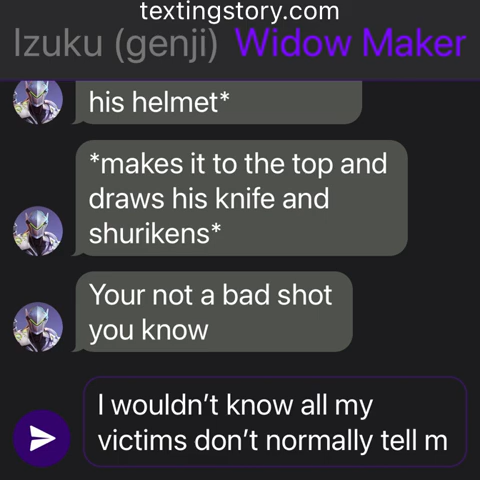 textingstory.com
Izuku (genji) Widow Maker
his helmet*
*makes it to the top and
draws his knife and
shurikens*
Your not a bad shot
you know
I wouldn’t know all my
victims don’t normally tell m